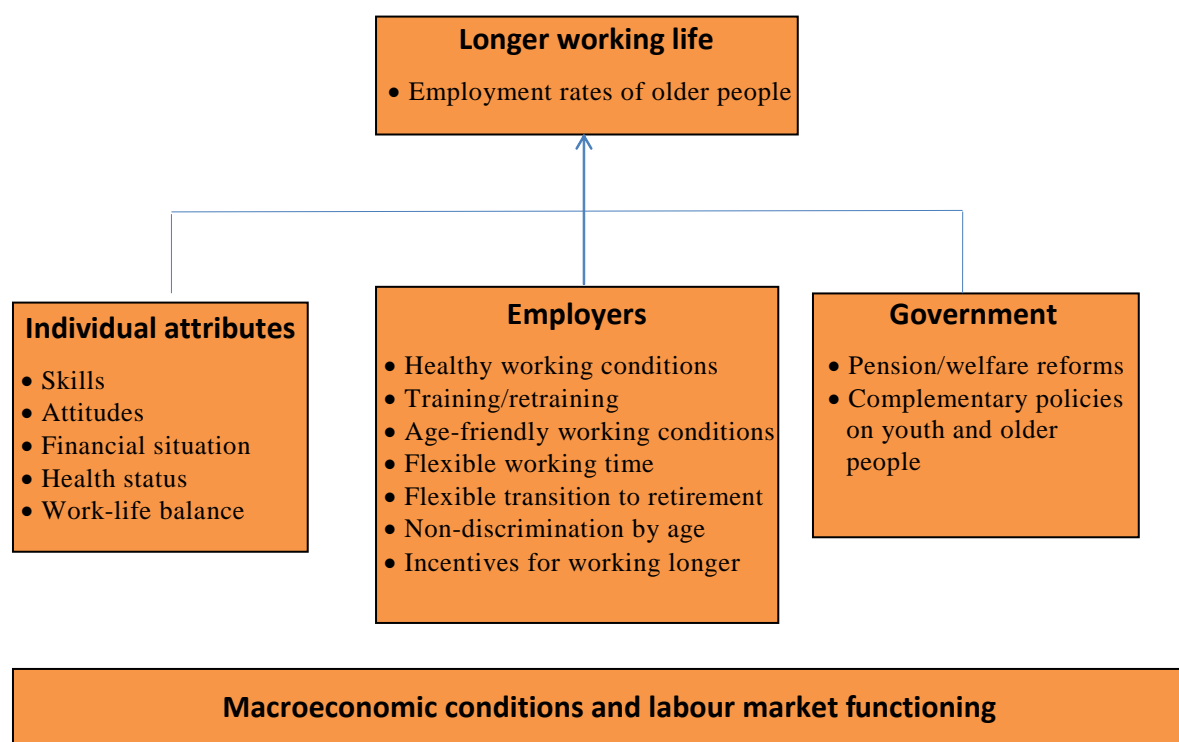 Longer working life
• Employment rates of older people
Individual attributes
• Skills
• Attitudes
• Financial situation
• Health status
• Work-life balance
Employers
• Healthy working conditions
• Training/retraining
• Age-friendly working conditions
• Flexible working time
• Flexible transition to retirement
• Non-discrimination by age
• Incentives for working longer
Government
• Pension/welfare reforms
• Complementary policies
on youth and older
people
Macroeconomic conditions and labour market functioning